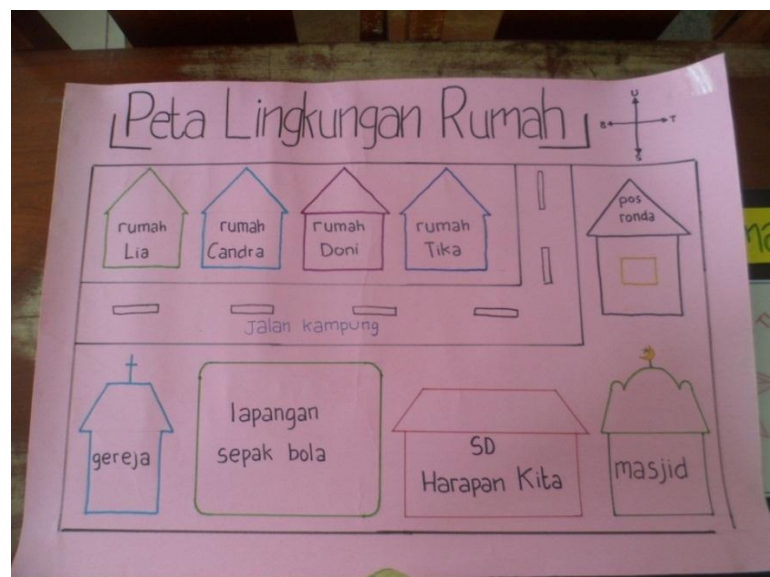 Peta Lingkungan Rumah
U
B T
S
rumah
Lia
rumah
Candra
rumah
Doni
rumah
Tika
pos
ronda
Jalan kampung
gereja
lapangan
sepak bola
SD
Harapan Kita
masjid